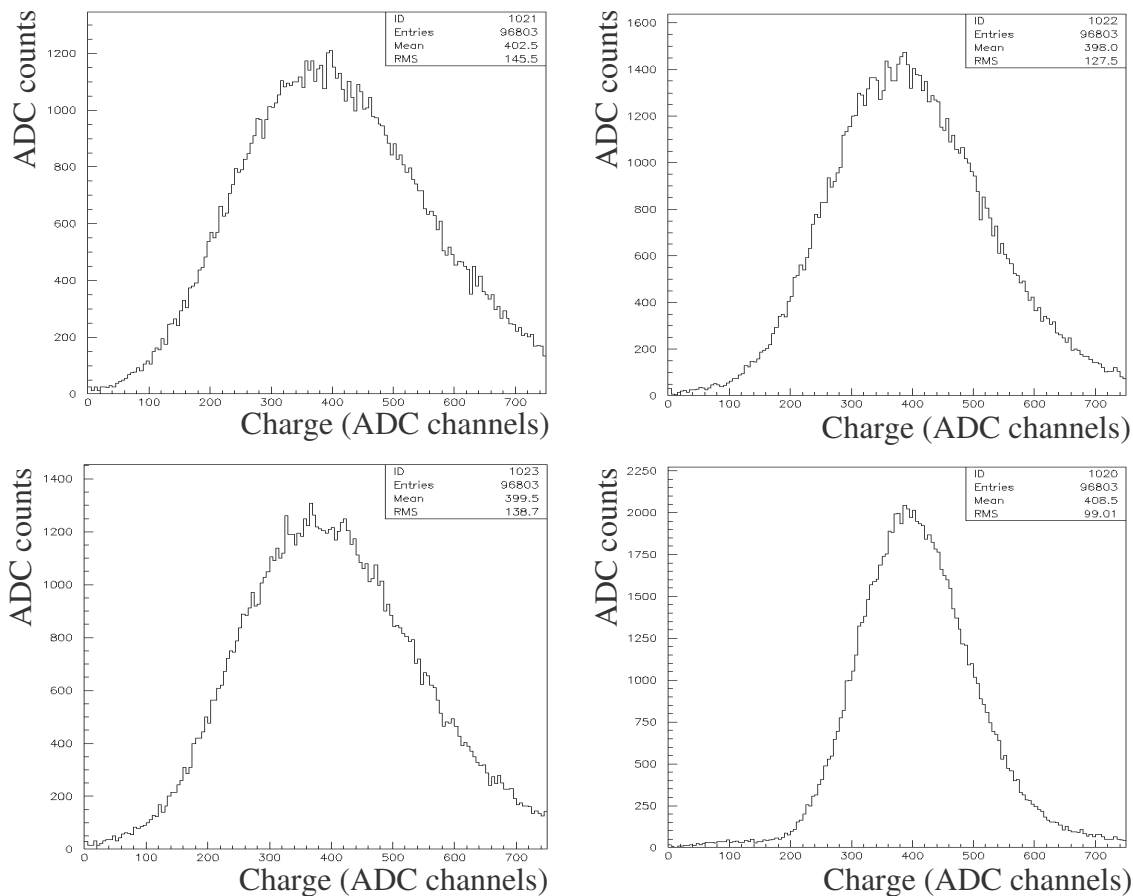 ADC counts
ID 1021
Entries 96803
Mean 402.5
RMS 145.5
1200
1000
800
600
400
200
0
0 100 200 300 400 500 600 700
Charge (ADC channels)
ADC counts
ID 1022
Entries 96803
Mean 398.0
RMS 127.5
1600
1400
1200
1000
800
600
400
200
0
0 100 200 300 400 500 600 700
Charge (ADC channels)
ADC counts
ID 1023
Entries 96803
Mean 399.5
RMS 138.7
1400
1200
1000
800
600
400
200
0
0 100 200 300 400 500 600 700
Charge (ADC channels)
ADC counts
ID 1020
Entries 96803
Mean 408.5
RMS 99.01
2250
2000
1750
1500
1250
1000
750
500
250
0
0 100 200 300 400 500 600 700
Charge (ADC channels)